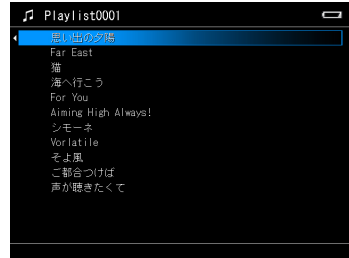 Playlist0001
思い出の夕陽
Far East
猫
海へ行こう
For You
Aiming High Always!
シモーネ
Vorlatile
そよ風
ご都合つけば
声が聴きたくて